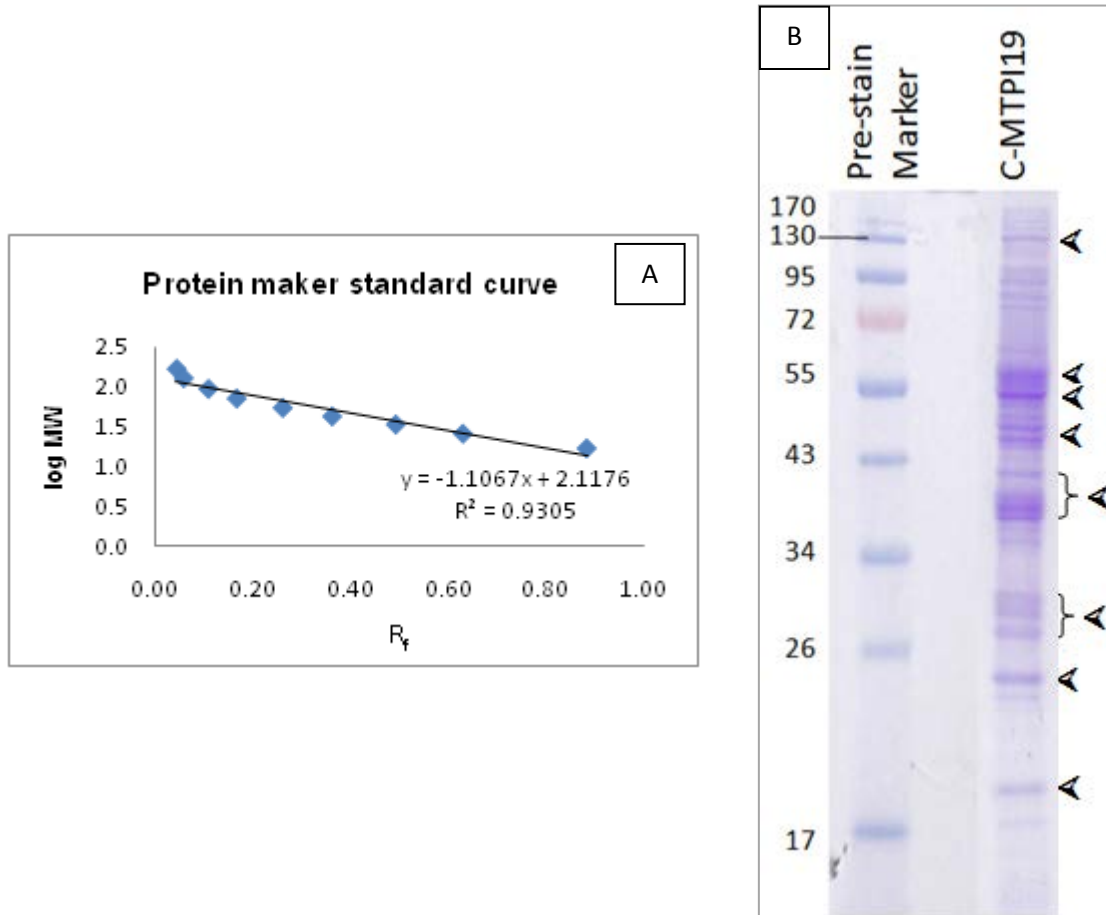 A
Protein maker standard curve
log MW
2.5
2.0
1.5
1.0
0.5
0.0
y = -1.1067x + 2.1176
R² = 0.9305
0.00 0.20 0.40 0.60 0.80 1.00
Rf
B
Pre-stain
Marker
C-MTPI19
170
130
95
72
55
43
34
26
17